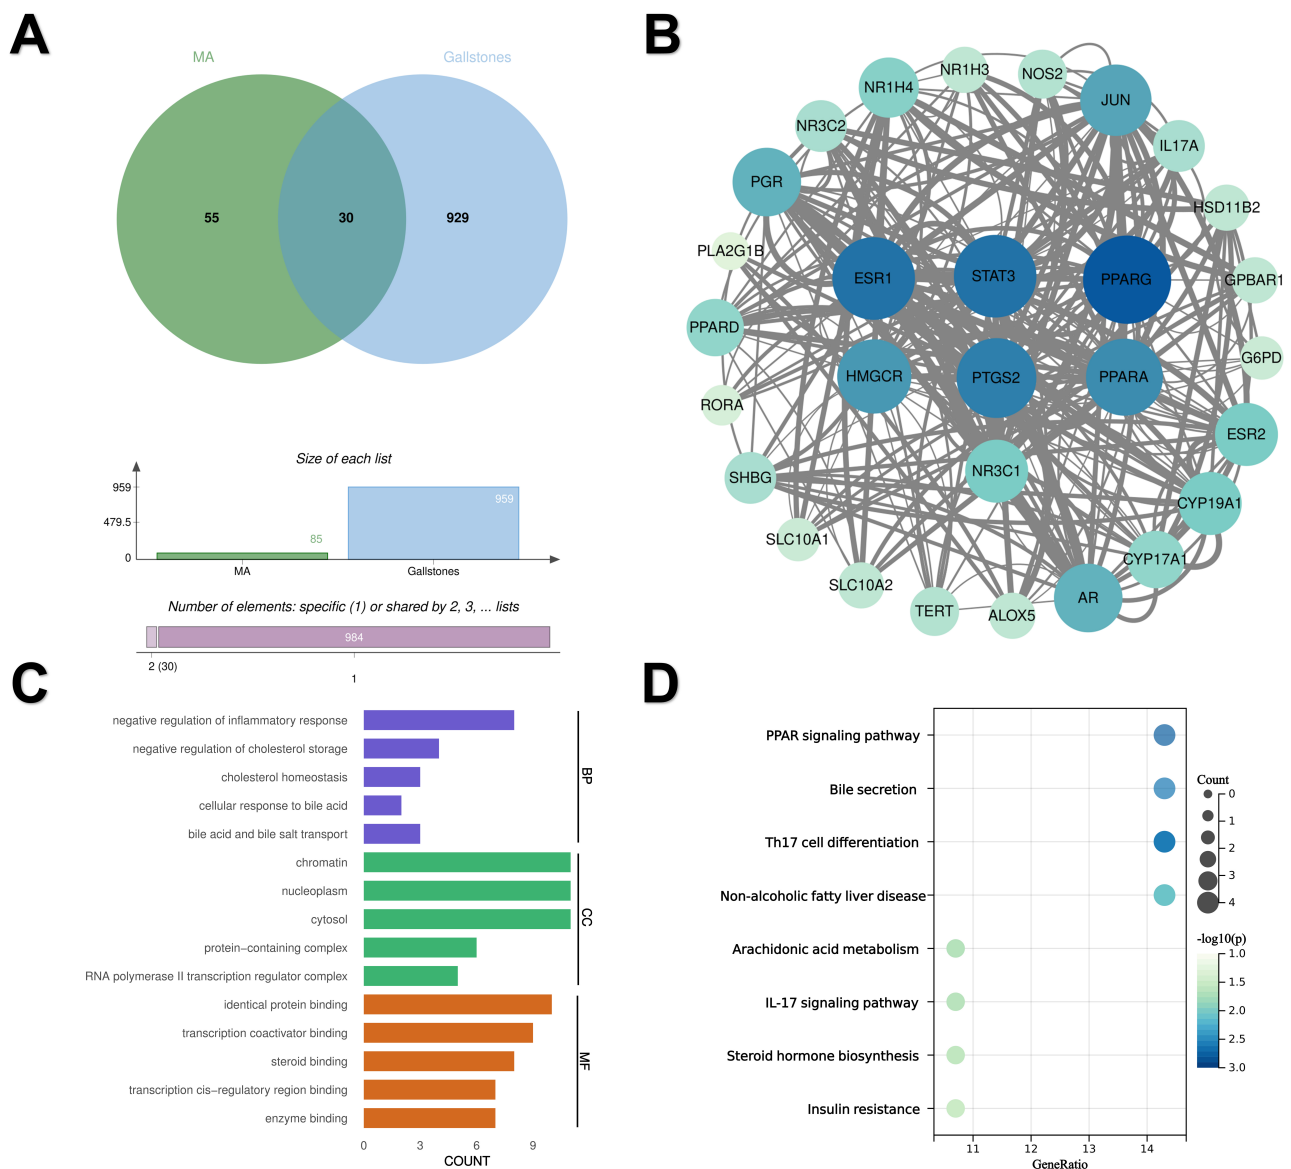 A
MA
Gallstones
55
30
929
Size of each list
959
479.5
0
85
959
MA
Gallstones
Number of elements: specific (1) or shared by 2, 3, ... lists
984
2 (30)
1
B
NR1H3
NOS2
NR1H4
JUN
NR3C2
IL17A
PGR
HSD11B2
PLA2G1B
ESR1
STAT3
PPARG
GPBAR1
PPARD
G6PD
HMGCR
PTGS2
PPARA
RORA
ESR2
SHBG
NR3C1
CYP19A1
SLC10A1
CYP17A1
SLC10A2
AR
TERT
ALOX5
C
negative regulation of inflammatory response
negative regulation of cholesterol storage
cholesterol homeostasis
cellular response to bile acid
bile acid and bile salt transport
BP
chromatin
nucleoplasm
cytosol
protein−containing complex
RNA polymerase II transcription regulator complex
CC
identical protein binding
transcription coactivator binding
steroid binding
transcription cis−regulatory region binding
enzyme binding
MF
0 3 6 9
COUNT
D
PPAR signaling pathway
Bile secretion
Th17 cell differentiation
Non-alcoholic fatty liver disease
Arachidonic acid metabolism
IL-17 signaling pathway
Steroid hormone biosynthesis
Insulin resistance
11 12 13 14
GeneRatio
Count
0
1
2
3
4
-log10(p)
1.0
1.5
2.0
2.5
3.0